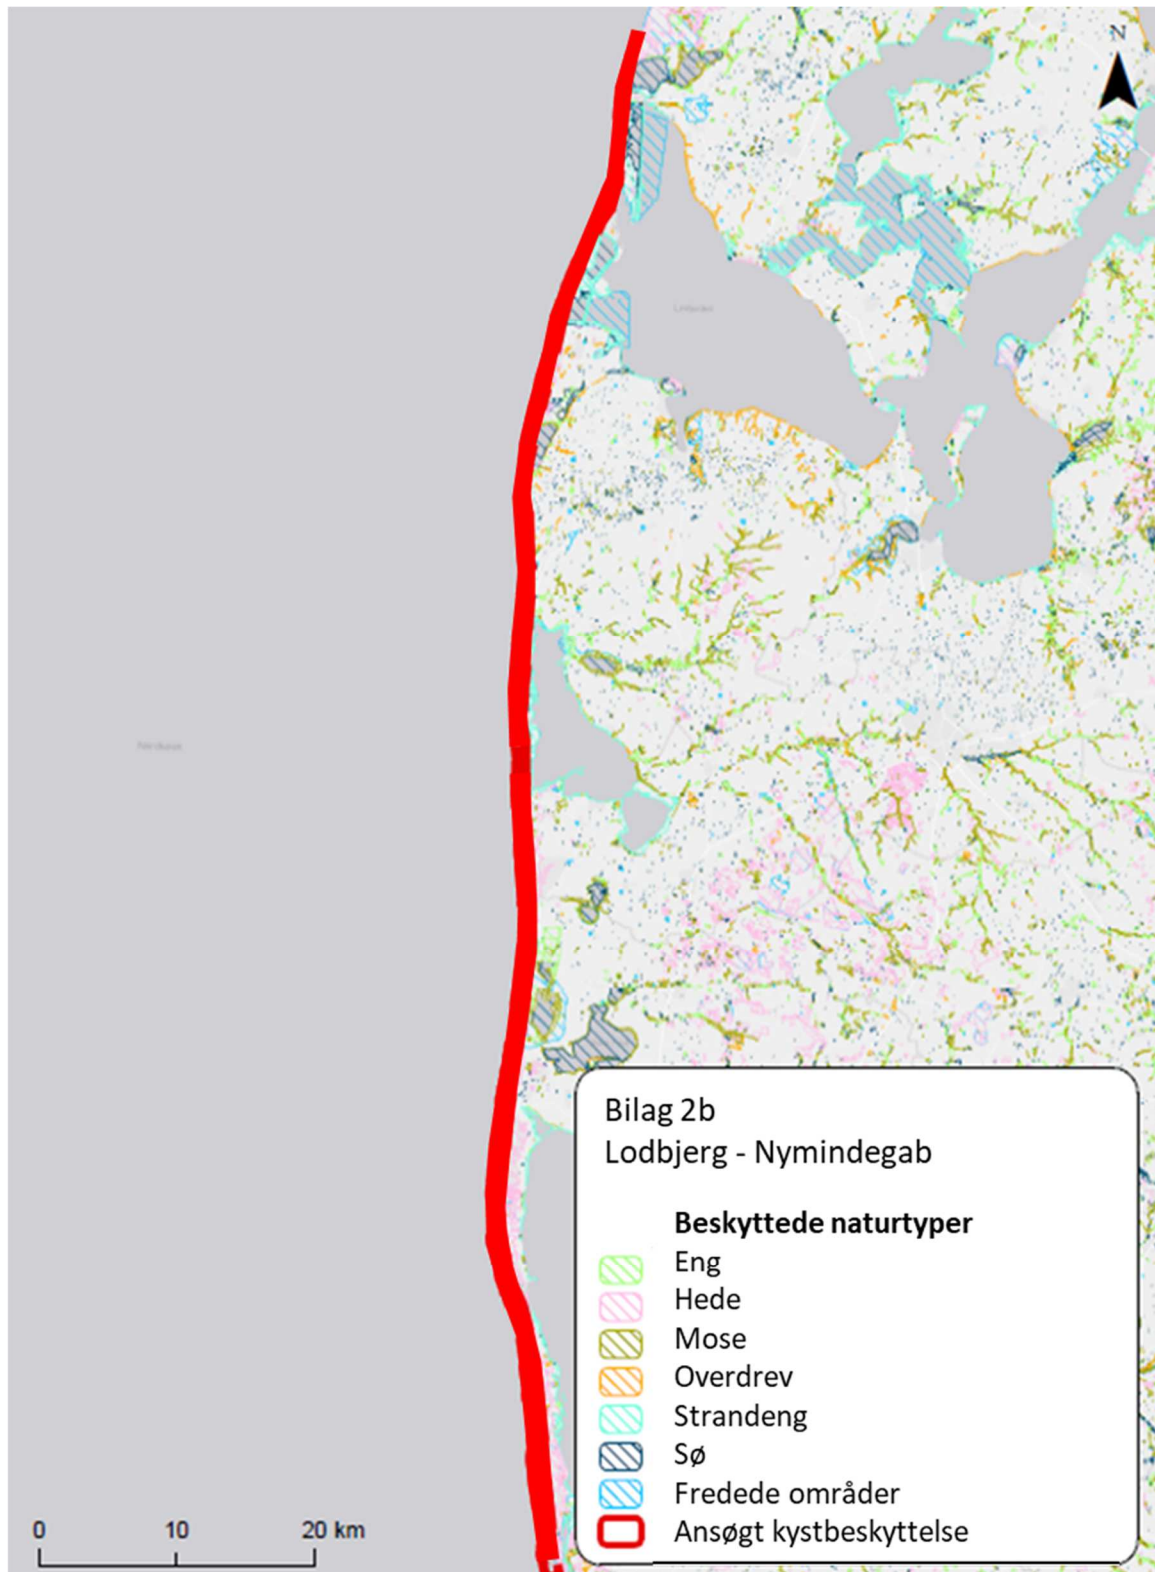 N
Bilag 2b
Lodbjerg - Nymindegab
Beskyttede naturtyper
Eng
Hede
Mose
Overdrev
Strandeng
Sø
Fredede områder
Ansøgt kystbeskyttelse
0 10 20 km